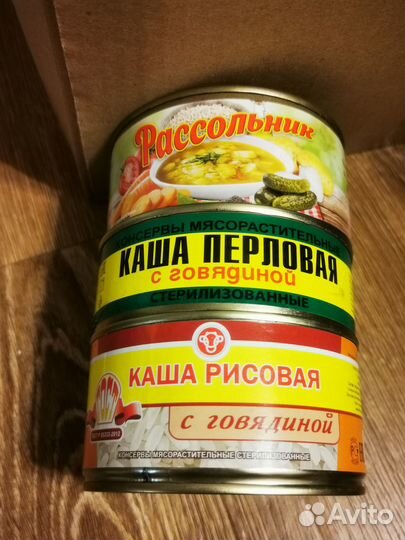 Рассольник
КОНСЕРВЫ МЯСОРАСТИТЕЛЬНЫЕ
КАША ПЕРЛОВАЯ
с говядиной
СТЕРИЛИЗОВАННЫЕ
КАША РИСОВАЯ
с говядиной
КОНСЕРВЫ МЯСОРАСТИТЕЛЬНЫЕ СТЕРИЛИЗОВАННЫЕ
Avito